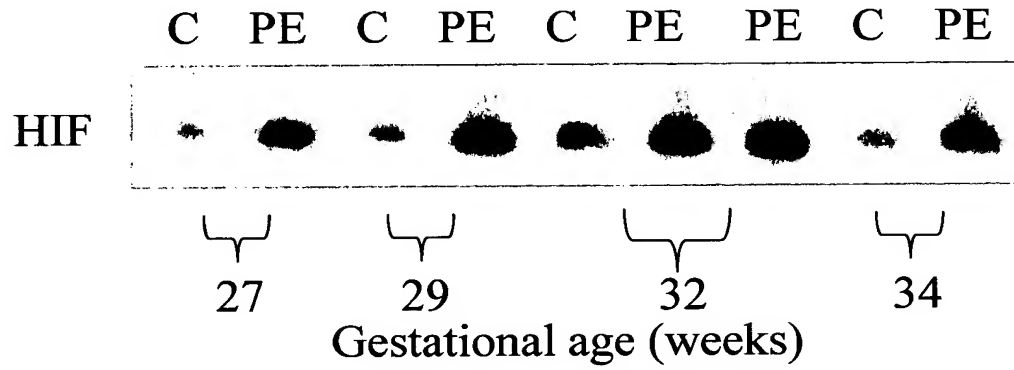 C PE C PE C PE PE C PE
HIF
27 29 32 34
Gestational age (weeks)